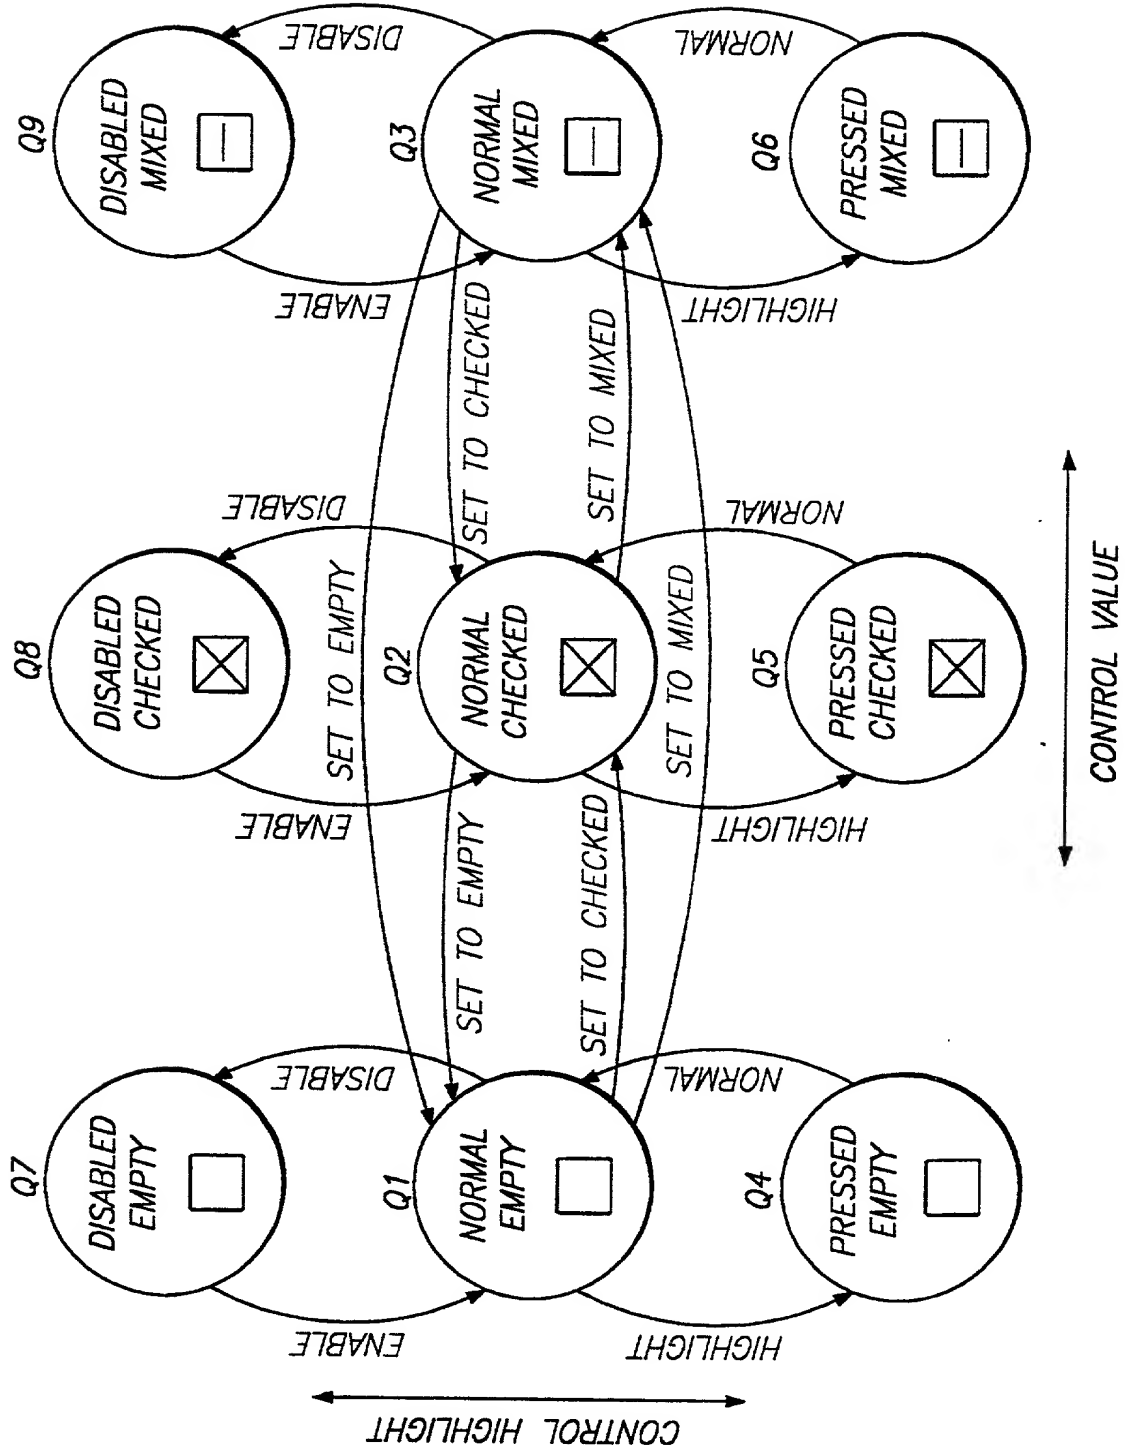 Q7
DISABLED
EMPTY
Q8
DISABLED
CHECKED
Q9
DISABLED
MIXED
ENABLE
DISABLE
ENABLE
DISABLE
ENABLE
DISABLE
SET TO EMPTY
Q1
NORMAL
EMPTY
SET TO EMPTY
SET TO CHECKED
Q2
NORMAL
CHECKED
SET TO CHECKED
SET TO MIXED
Q3
NORMAL
MIXED
SET TO MIXED
HIGHLIGHT
NORMAL
HIGHLIGHT
NORMAL
HIGHLIGHT
NORMAL
Q4
PRESSED
EMPTY
Q5
PRESSED
CHECKED
Q6
PRESSED
MIXED
CONTROL HIGHLIGHT
CONTROL VALUE